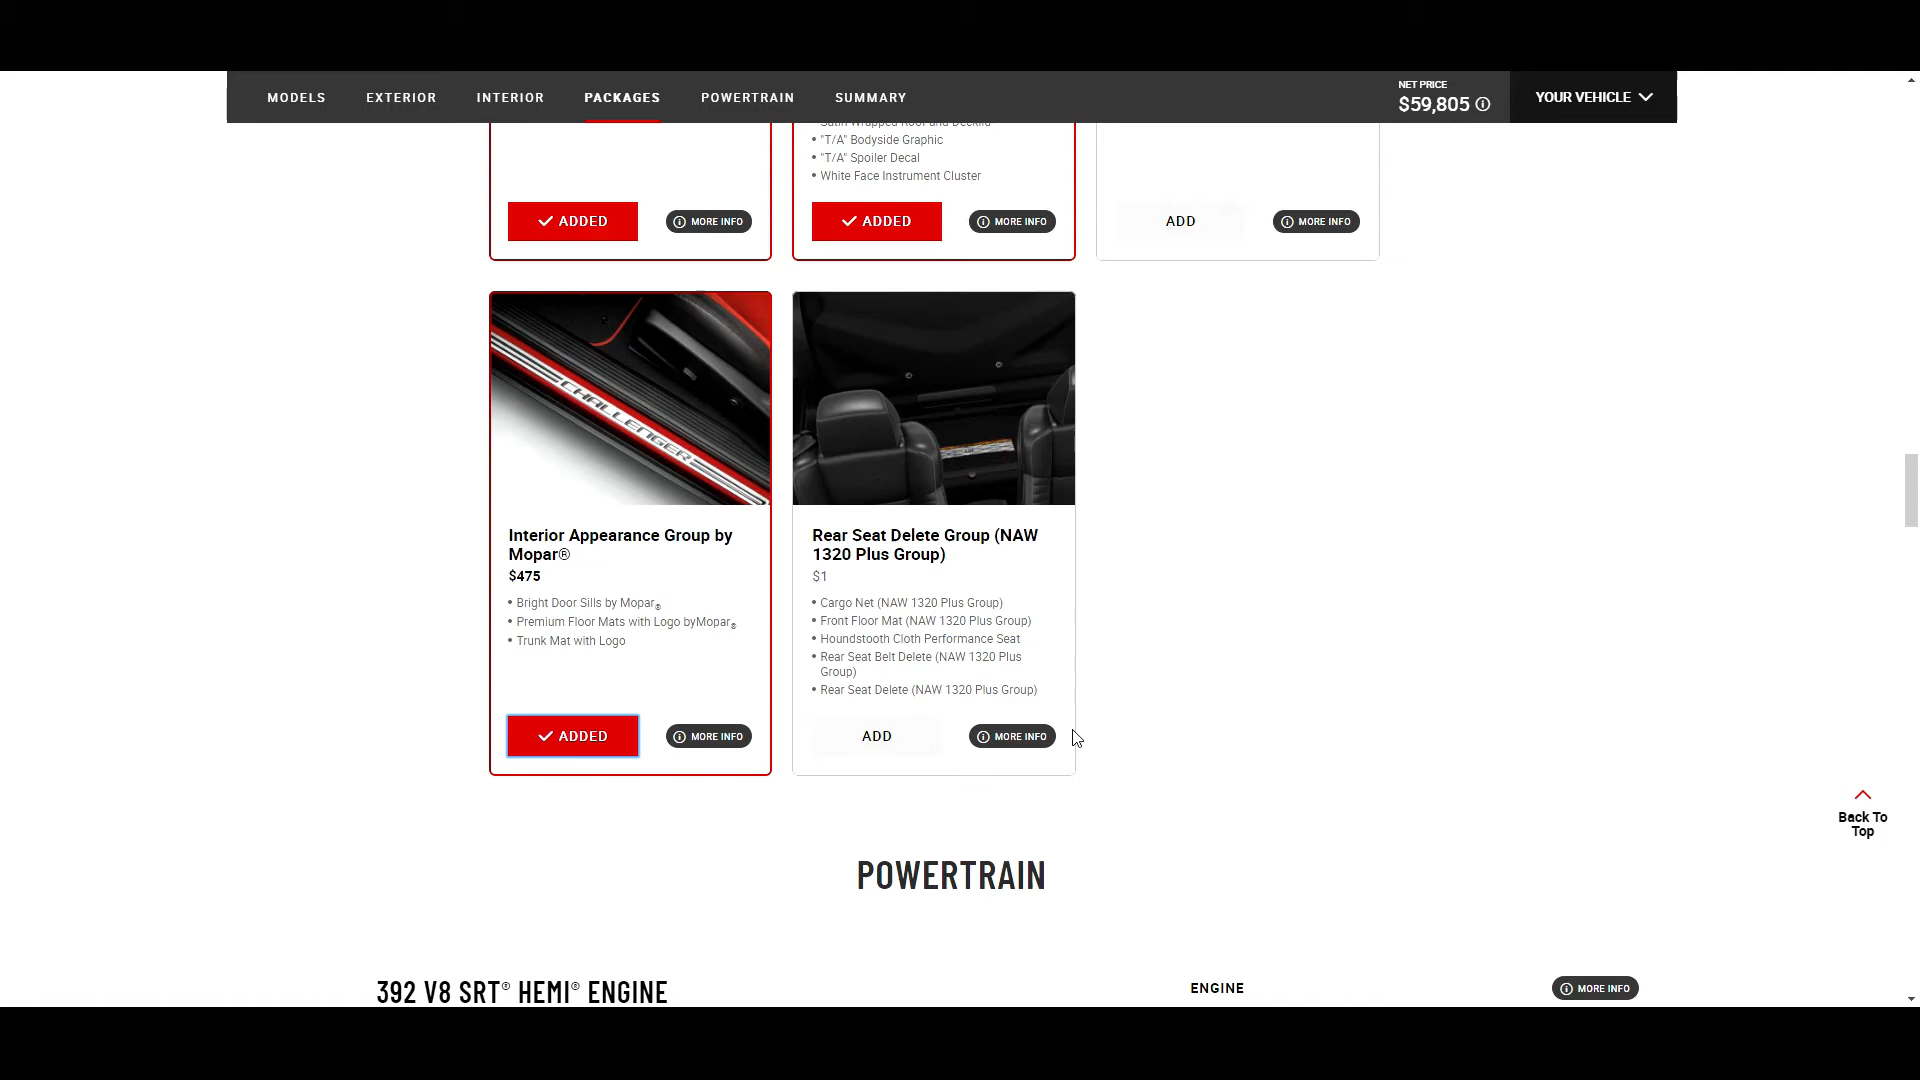 MODELS EXTERIOR INTERIOR PACKAGES POWERTRAIN SUMMARY NET PRICE $59,805 YOUR VEHICLE
Satin Wrapped Roof and Decklid
• "T/A" Bodyside Graphic
• "T/A" Spoiler Decal
• White Face Instrument Cluster
ADDED MORE INFO
ADDED MORE INFO
ADD MORE INFO
CHALLENGER
Interior Appearance Group by
Mopar®
$475
• Bright Door Sills by Mopar®
• Premium Floor Mats with Logo byMopar®
• Trunk Mat with Logo
ADDED MORE INFO
Rear Seat Delete Group (NAW
1320 Plus Group)
$1
• Cargo Net (NAW 1320 Plus Group)
• Front Floor Mat (NAW 1320 Plus Group)
• Houndstooth Cloth Performance Seat
• Rear Seat Belt Delete (NAW 1320 Plus
Group)
• Rear Seat Delete (NAW 1320 Plus Group)
ADD MORE INFO
Back To
Top
POWERTRAIN
392 V8 SRT® HEMI® ENGINE
ENGINE
MORE INFO